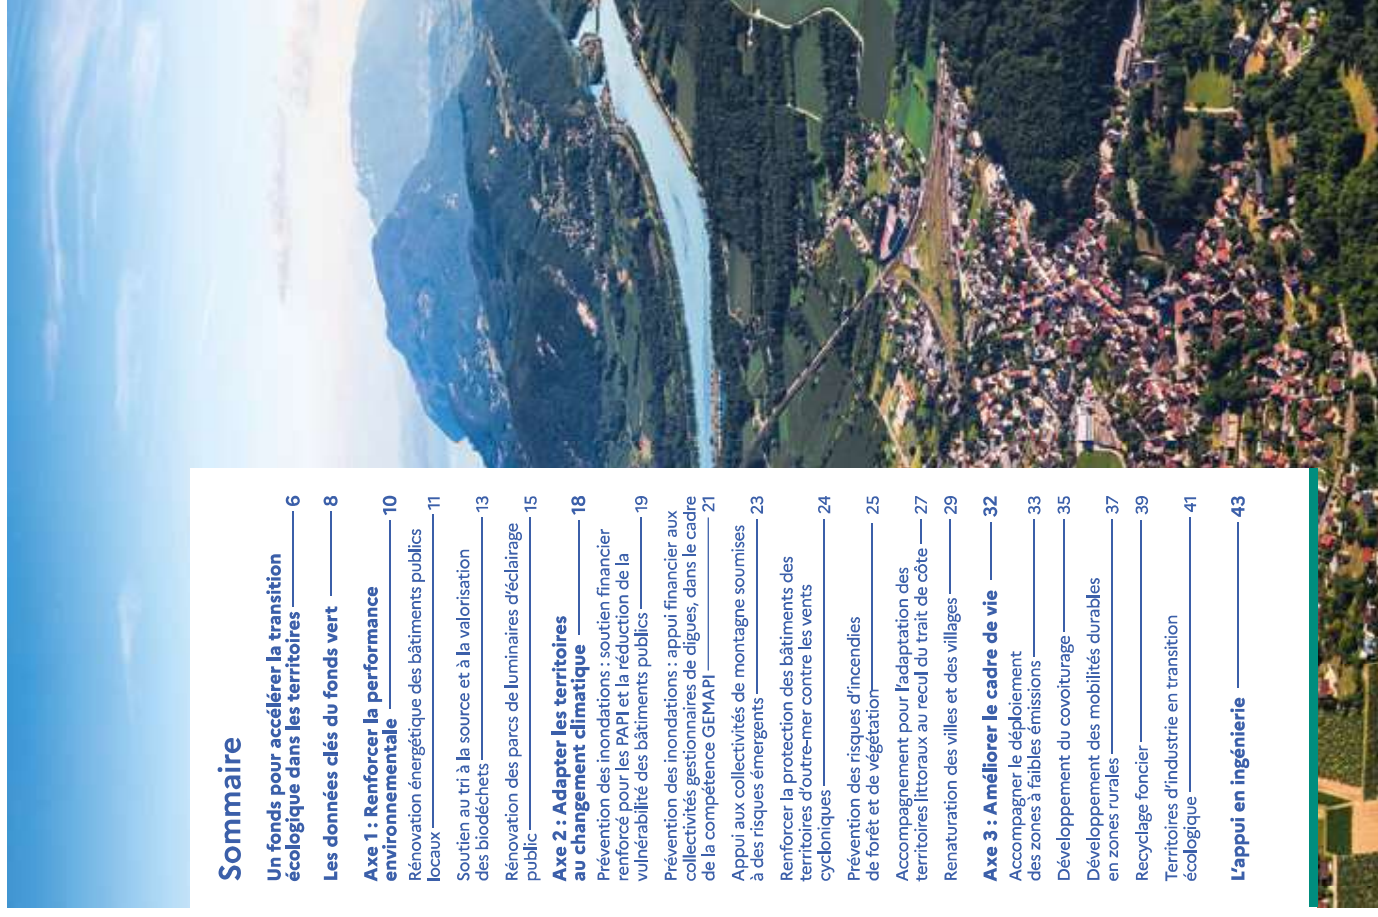 Sommaire
Un fonds pour accélérer la transition
écologique dans les territoires 6
Les données clés du fonds vert 8
Axe 1 : Renforcer la performance
environnementale 10
Rénovation énergétique des bâtiments publics
locaux 11
Soutien au tri à la source et à la valorisation
des biodéchets 13
Rénovation des parcs de luminaires d'éclairage
public 15
Axe 2 : Adapter les territoires
au changement climatique 18
Prévention des inondations : soutien financier
renforcé pour les PAPI et la réduction de la
vulnérabilité des bâtiments publics 19
Prévention des inondations : appui financier aux
collectivités gestionnaires de digues, dans le cadre
de la compétence GEMAPI 21
Appui aux collectivités de montagne soumises
à des risques émergents 23
Renforcer la protection des bâtiments des
territoires d'outre-mer contre les vents
cycloniques 24
Prévention des risques d'incendies
de forêt et de végétation 25
Accompagnement pour l'adaptation des
territoires littoraux au recul du trait de côte 27
Renaturation des villes et des villages 29
Axe 3 : Améliorer le cadre de vie 32
Accompagner le déploiement
des zones à faibles émissions 33
Développement du covoiturage 35
Développement des mobilités durables
en zones rurales 37
Recyclage foncier 39
Territoires d'industrie en transition
écologique 41
L'appui en ingénierie 43